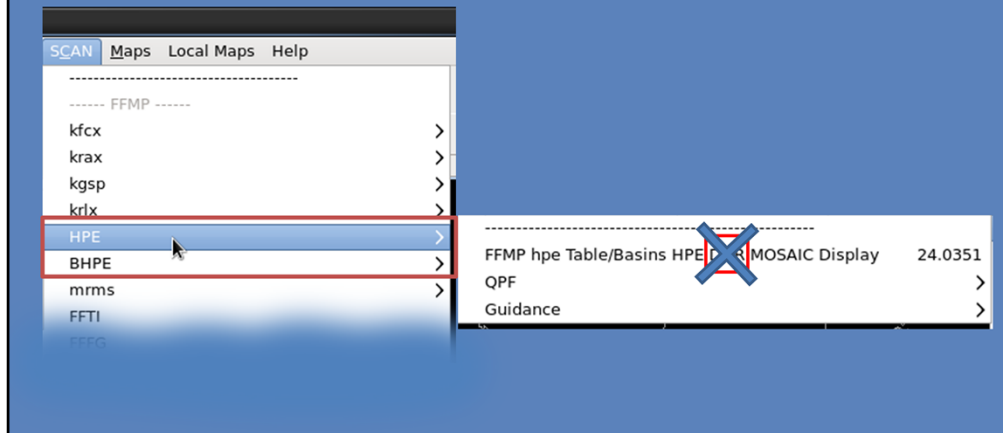 SCAN Maps Local Maps Help
------ FFMP ------
kfcx
krax
kgsp
krlx
HPE
BHPE
mrms
FFTI
FFFG
FFMP hpe Table/Basins HPE MOSAIC Display 24.0351
QPF
Guidance